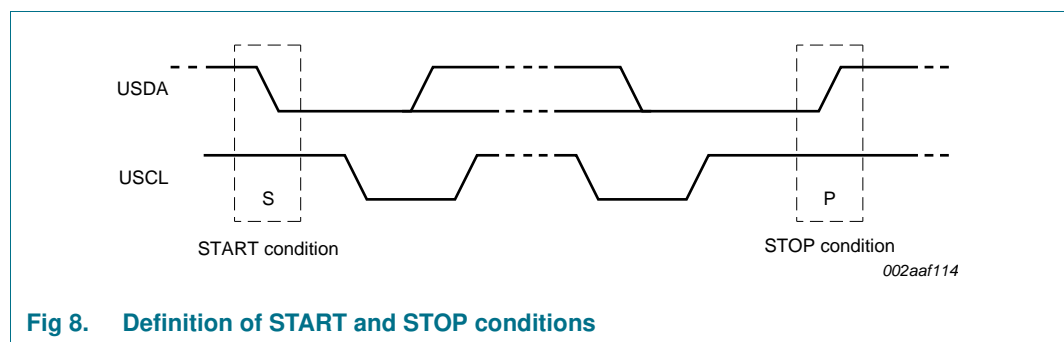 USDA
USCL
S
P
START condition
STOP condition
002aaf114
Fig 8. Definition of START and STOP conditions